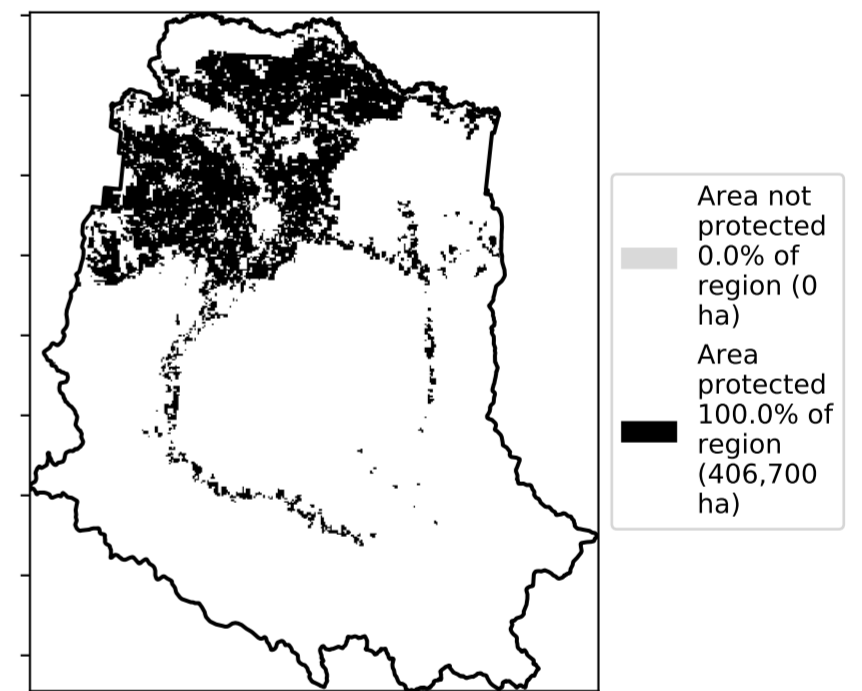 Area not
protected
0.0% of
region (0
ha)
Area
protected
100.0% of
region
(406,700
ha)